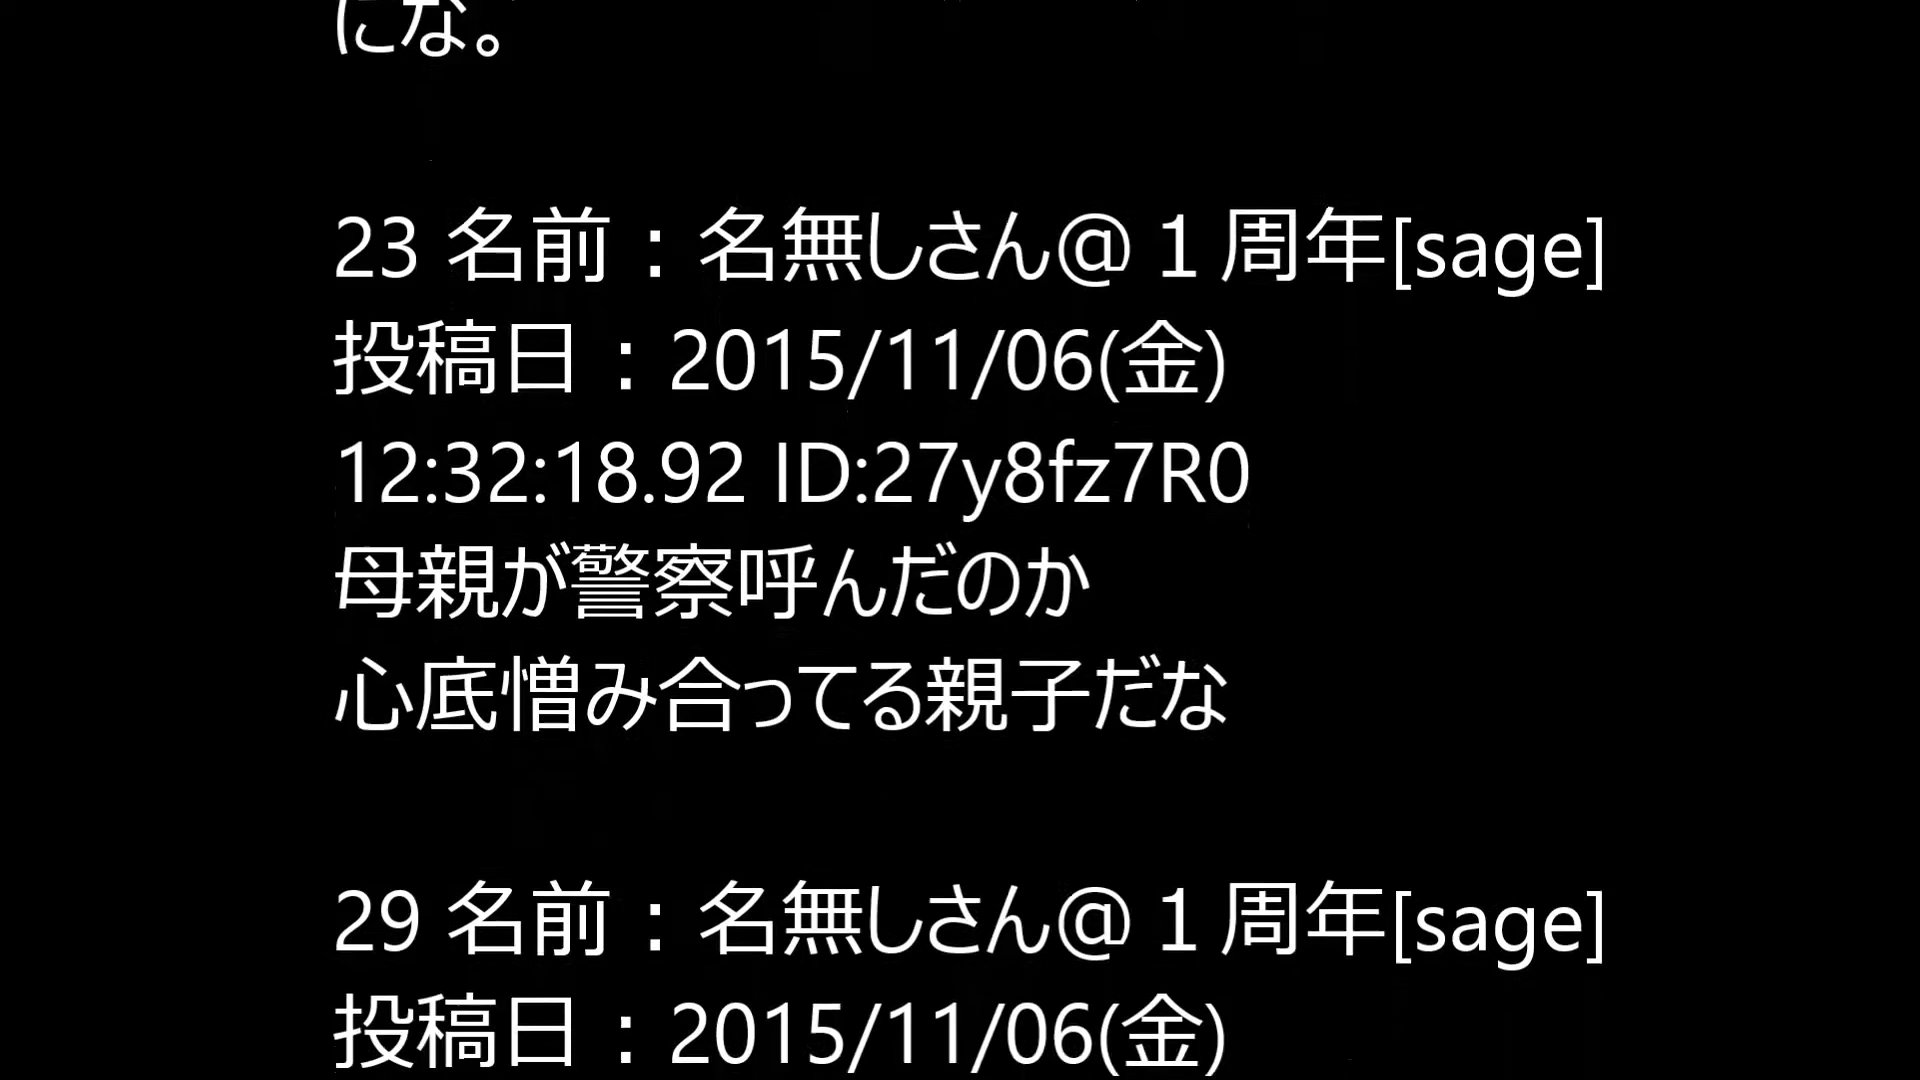 にな。
23 名前：名無しさん@１周年[sage]
投稿日：2015/11/06(金)
12:32:18.92 ID:27y8fz7R0
母親が警察呼んだのか
心底憎み合ってる親子だな
29 名前：名無しさん@１周年[sage]
投稿日：2015/11/06(金)